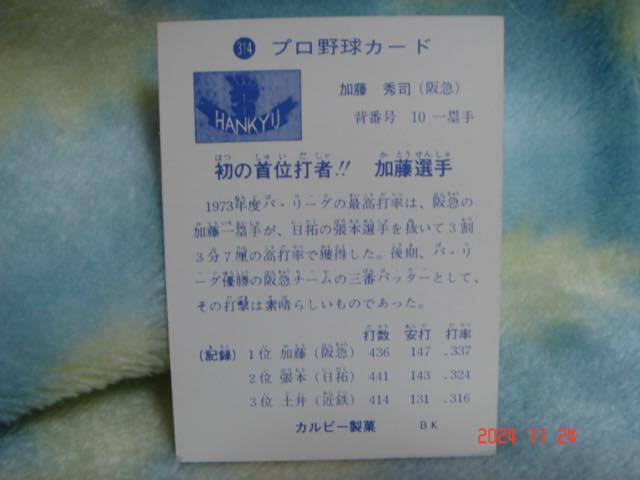 314 プロ野球カード
HANKYU
加藤 秀司(阪急)
背番号 10 一塁手
初の首位打者!! 加藤選手
1973年度パ・リーグの最高打率は、阪急の
加藤一塁手が、日拓の張本選手を抜いて3割
3分7厘の高打率で獲得した。後期、パ・リ
ーグ優勝の阪急チームの三番バッターとして、
その打撃は素晴らしいものであった。
打数 安打 打率
(記録) 1位 加藤(阪急) 436 147 .337
2位 張本(日拓) 441 143 .324
3位 土井(近鉄) 414 131 .316
カルビー製菓 BK
2024 11 24